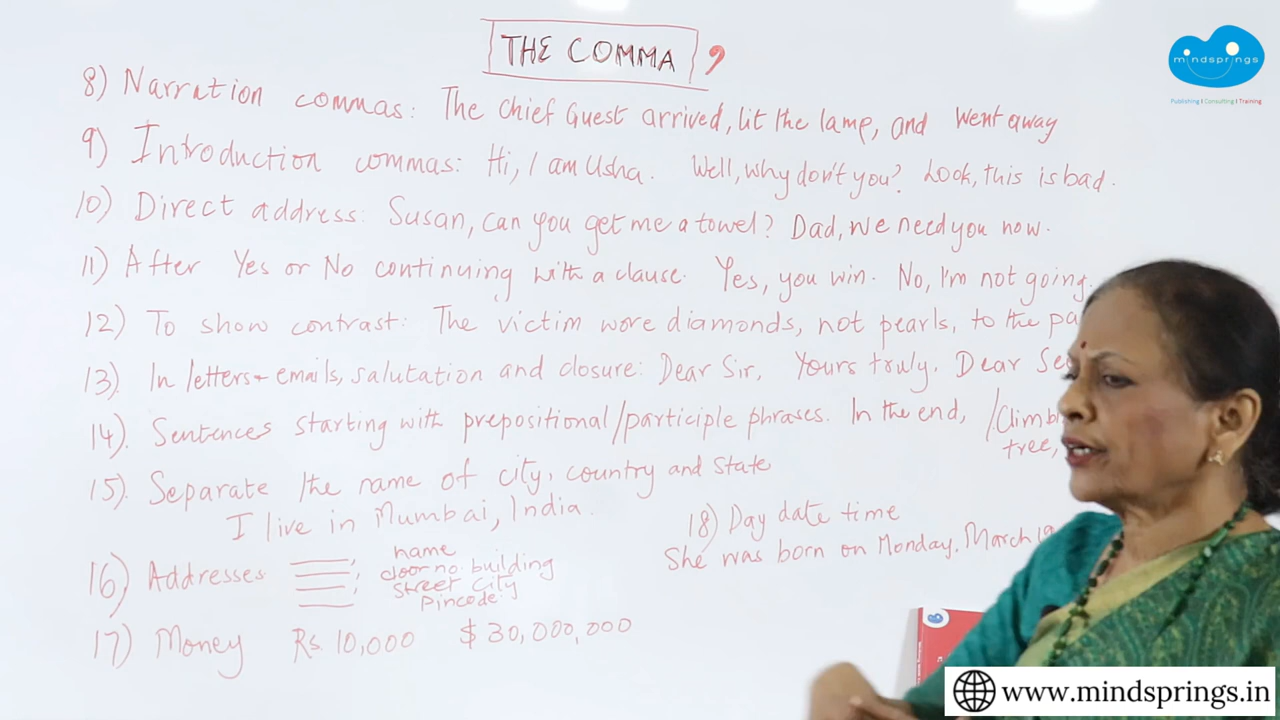 THE COMMA ,
mindsprings
Publishing | Consulting | Training
8) Narration commas: The Chief Guest arrived, lit the lamp, and went away
9) Introduction commas: Hi, I am Usha. Well, why don't you? Look, this is bad.
10) Direct address: Susan, can you get me a towel? Dad, we need you now.
11) After Yes or No continuing with a clause. Yes, you win. No, I'm not going.
12) To show contrast: The victim wore diamonds, not pearls, to the
13). In letters + emails, salutation and closure: Dear Sir, Yours truly, Dear
14). Sentences starting with prepositional/participle phrases. In the end, /
tree,
15). Separate the name of city, country and state
I live in Mumbai, India.
18) Day date time
She was born on Monday, March
16) Addresses
name
door no. building
Street City
Pincode
17) Money Rs. 10,000 $ 30,000,000
www.mindsprings.in